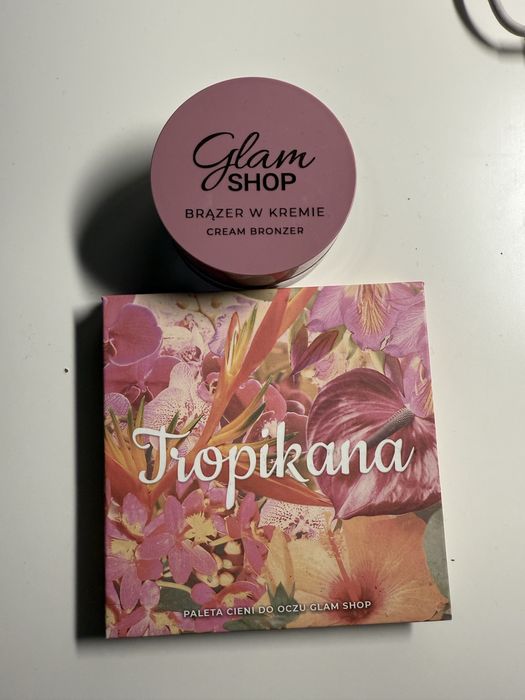 Glam
SHOP
BRĄZER W KREMIE
CREAM BRONZER
Tropikana
PALETA CIENI DO OCZU GLAM SHOP